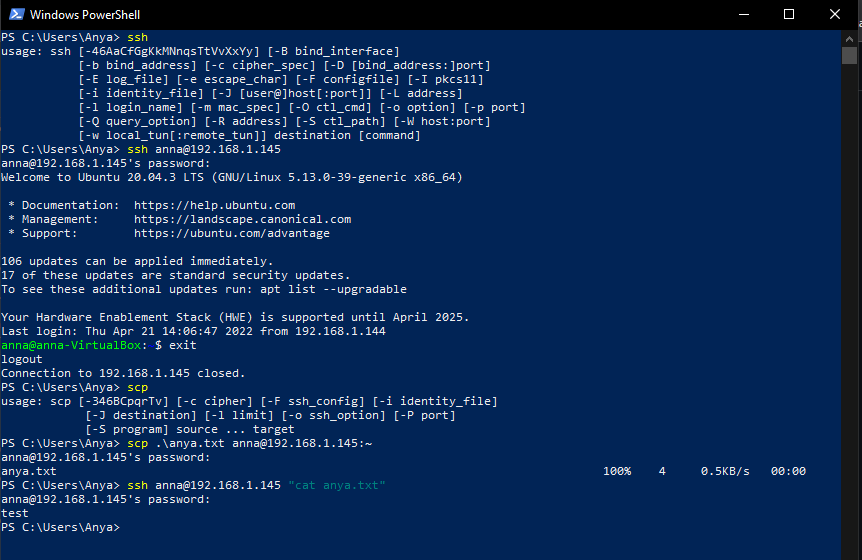 Windows PowerShell
PS C:\Users\Anya> ssh
usage: ssh [-46AaCfGgKkMNnqsTtVvXxYy] [-B bind_interface]
           [-b bind_address] [-c cipher_spec] [-D [bind_address:]port]
           [-E log_file] [-e escape_char] [-F configfile] [-I pkcs11]
           [-i identity_file] [-J [user@]host[:port]] [-L address]
           [-l login_name] [-m mac_spec] [-O ctl_cmd] [-o option] [-p port]
           [-Q query_option] [-R address] [-S ctl_path] [-W host:port]
           [-w local_tun[:remote_tun]] destination [command]
PS C:\Users\Anya> ssh anna@192.168.1.145
anna@192.168.1.145's password:
Welcome to Ubuntu 20.04.3 LTS (GNU/Linux 5.13.0-39-generic x86_64)

 * Documentation:  https://help.ubuntu.com
 * Management:     https://landscape.canonical.com
 * Support:        https://ubuntu.com/advantage

106 updates can be applied immediately.
17 of these updates are standard security updates.
To see these additional updates run: apt list --upgradable

Your Hardware Enablement Stack (HWE) is supported until April 2025.
Last login: Thu Apr 21 14:06:47 2022 from 192.168.1.144
anna@anna-VirtualBox: $ exit
logout
Connection to 192.168.1.145 closed.
PS C:\Users\Anya> scp
usage: scp [-346BCpqrTv] [-c cipher] [-F ssh_config] [-i identity_file]
            [-J destination] [-l limit] [-o ssh_option] [-P port]
            [-S program] source ... target
PS C:\Users\Anya> scp .\anya.txt anna@192.168.1.145:~
anna@192.168.1.145's password:
anya.txt                                                                              100%    4     0.5KB/s   00:00
PS C:\Users\Anya> ssh anna@192.168.1.145 "cat anya.txt"
anna@192.168.1.145's password:
test
PS C:\Users\Anya>